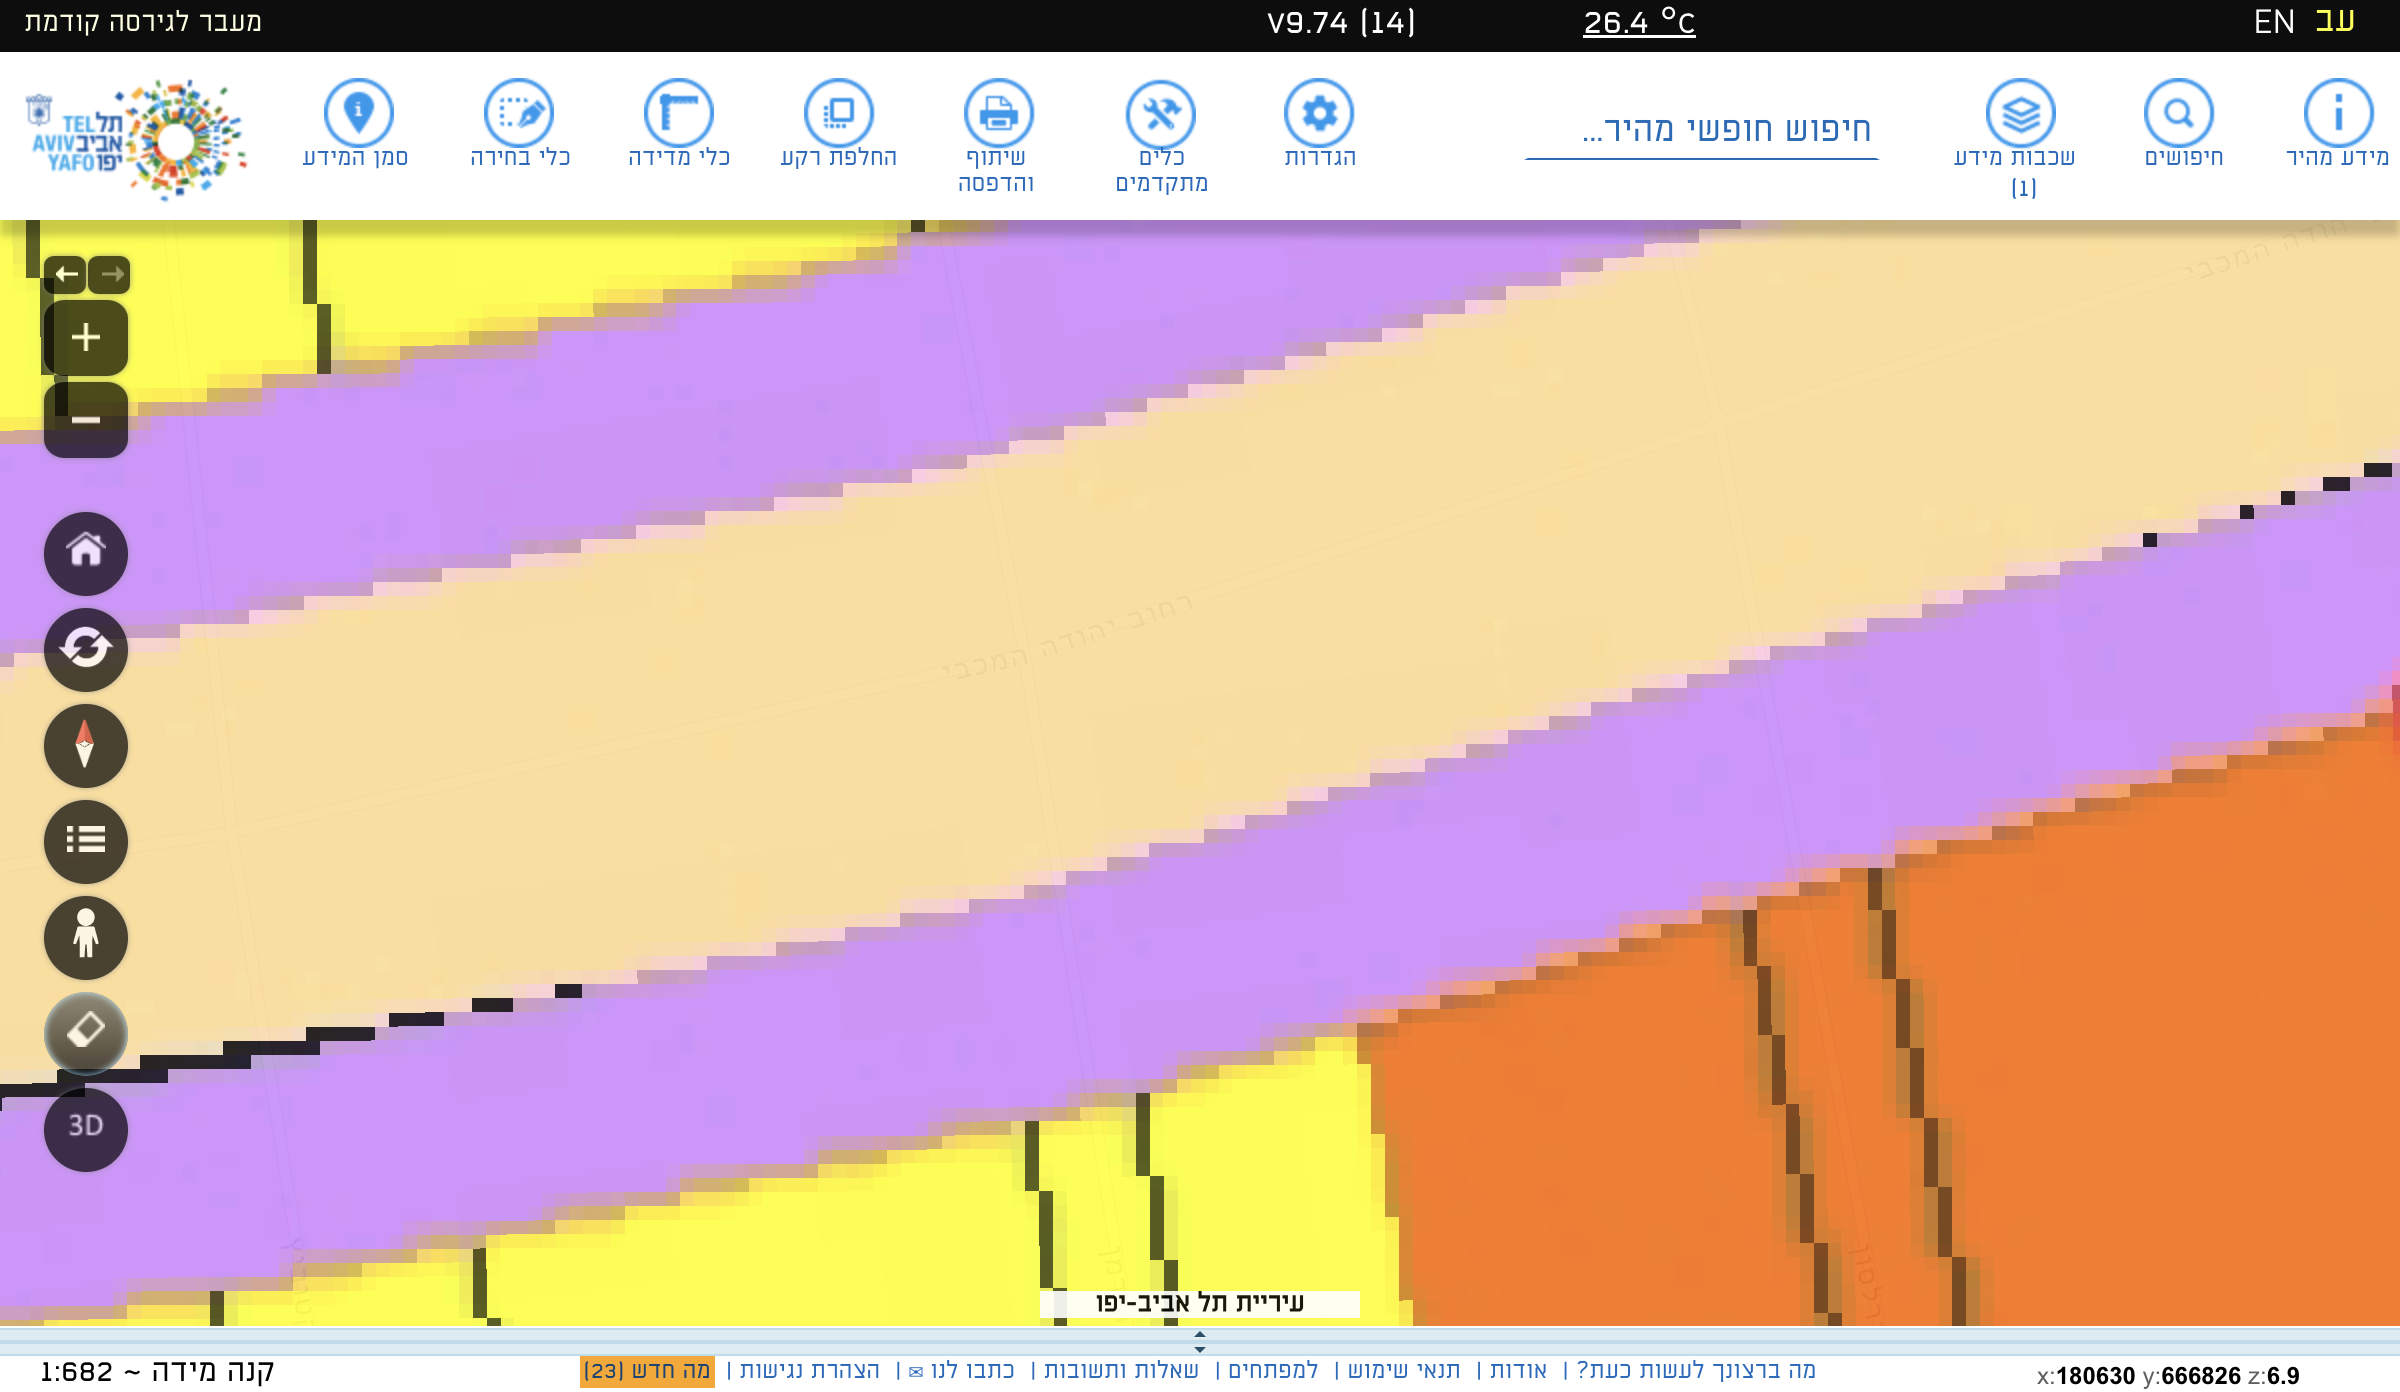 עב EN
26.4 °C
V9.74 (14)
מעבר לגירסה קודמת
מידע מהיר
חיפושים
שכבות מידע
(1)
חיפוש חופשי מהיר...
הגדרות
כלים
מתקדמים
שיתוף
והדפסה
החלפת רקע
כלי מדידה
כלי בחירה
סמן המידע
תל
אביב
יפו
TEL
AVIV
YAFO
יהודה המכבי
רחוב יהודה המכבי
3D
עיריית תל אביב-יפו
מה ברצונך לעשות כעת? | אודות | תנאי שימוש | למפתחים | שאלות ותשובות | כתבו לנו ✉ | הצהרת נגישות | מה חדש (23)
קנה מידה ~ 1:682
x:180630 y:666826 z:6.9